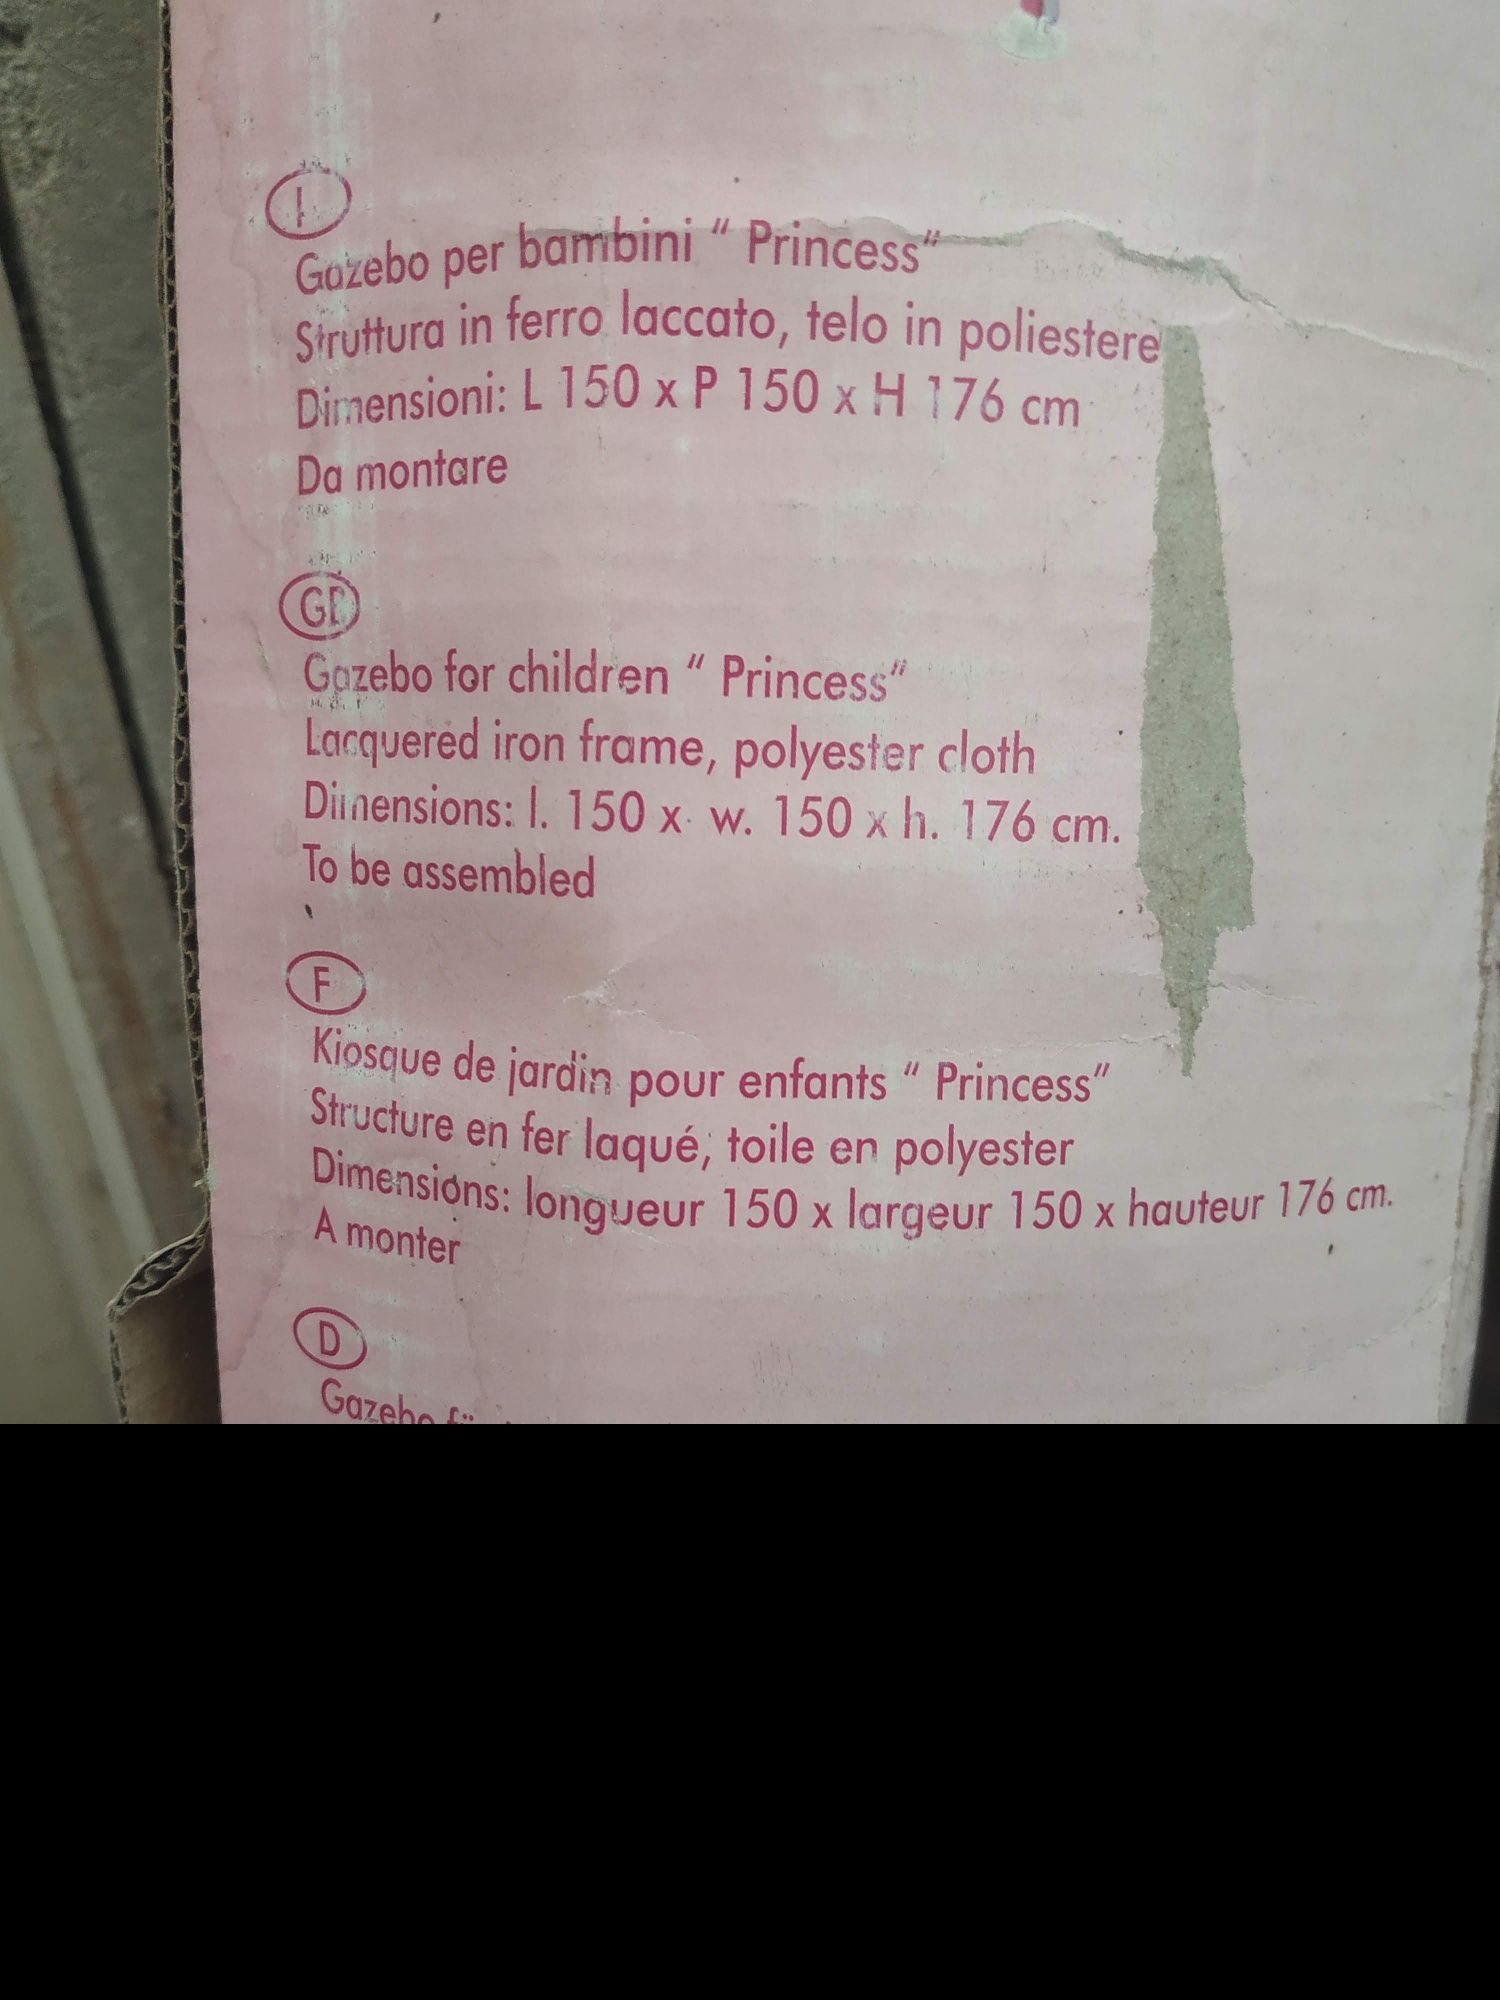 I
Gazebo per bambini “ Princess“
Struttura in ferro laccato, telo in poliestere
Dimensioni: L 150 x P 150 x H 176 cm
Da montare
GB
Gazebo for children “ Princess“
Lacquered iron frame, polyester cloth
Dimensions: l. 150 x w. 150 x h. 176 cm.
To be assembled
F
Kiosque de jardin pour enfants “ Princess”
Structure en fer laqué, toile en polyester
Dimensions: longueur 150 x largeur 150 x hauteur 176 cm.
A monter
D
Gazebo